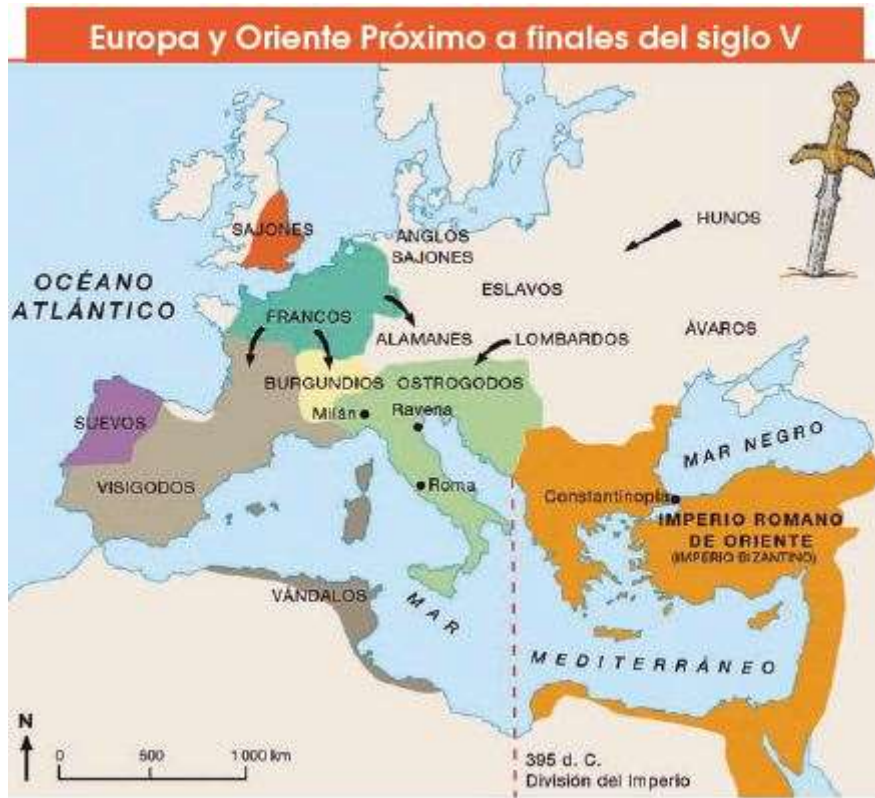 Europa y Oriente Próximo a finales del siglo V
HUNOS
SAJONES
ANGLOS
SAJONES
OCÉANO
ATLÁNTICO
ESLAVOS
FRANCOS
ALAMANES
LOMBARDOS
ÁVAROS
BURGUNDIOS
OSTROGODOS
SUEVOS
Milán
Ravena
MAR NEGRO
VISIGODOS
Roma
Constantinopla
IMPERIO ROMANO
DE ORIENTE
(IMPERIO BIZANTINO)
VÁNDALOS
MAR
MEDITERRÁNEO
N
0 500 1 000 km
395 d. C.
División del Imperio